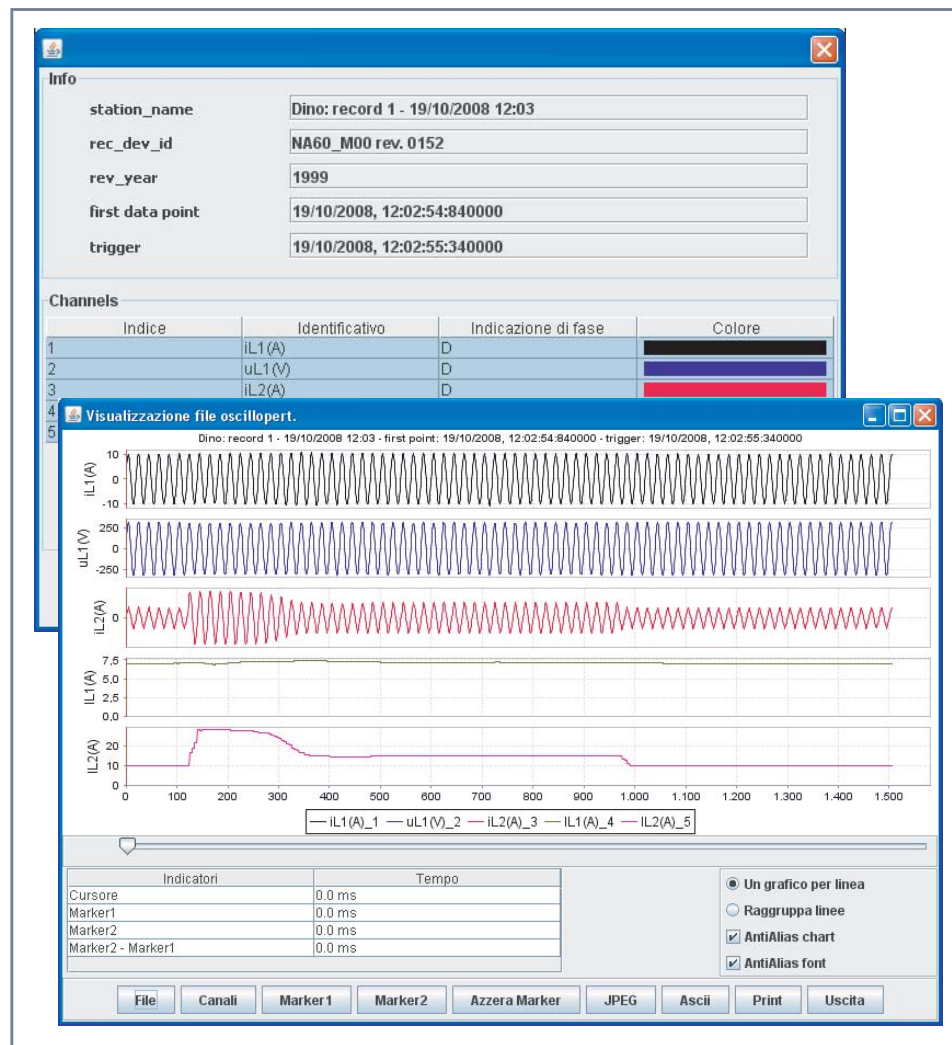 Info
station_name Dino: record 1 - 19/10/2008 12:03
rec_dev_id NA60_M00 rev. 0152
rev_year 1999
first data point 19/10/2008, 12:02:54:840000
trigger 19/10/2008, 12:02:55:340000
Channels
Indice Identificativo Indicazione di fase Colore
1 iL1(A) D
2 uL1(V) D
3 iL2(A) D
4
5
Visualizzazione file oscillopert.
Dino: record 1 - 19/10/2008 12:03 - first point: 19/10/2008, 12:02:54:840000 - trigger: 19/10/2008, 12:02:55:340000
iL1(A)
10
0
-10
uL1(V)
250
0
-250
iL2(A)
0
IL1(A)
7,5
5,0
2,5
0,0
IL2(A)
20
10
0
0 100 200 300 400 500 600 700 800 900 1.000 1.100 1.200 1.300 1.400 1.500
iL1(A)_1 uL1(V)_2 iL2(A)_3 IL1(A)_4 IL2(A)_5
Indicatori Tempo
Cursore 0.0 ms
Marker1 0.0 ms
Marker2 0.0 ms
Marker2 - Marker1 0.0 ms
Un grafico per linea
Raggruppa linee
AntiAlias chart
AntiAlias font
File Canali Marker1 Marker2 Azzera Marker JPEG Ascii Print Uscita